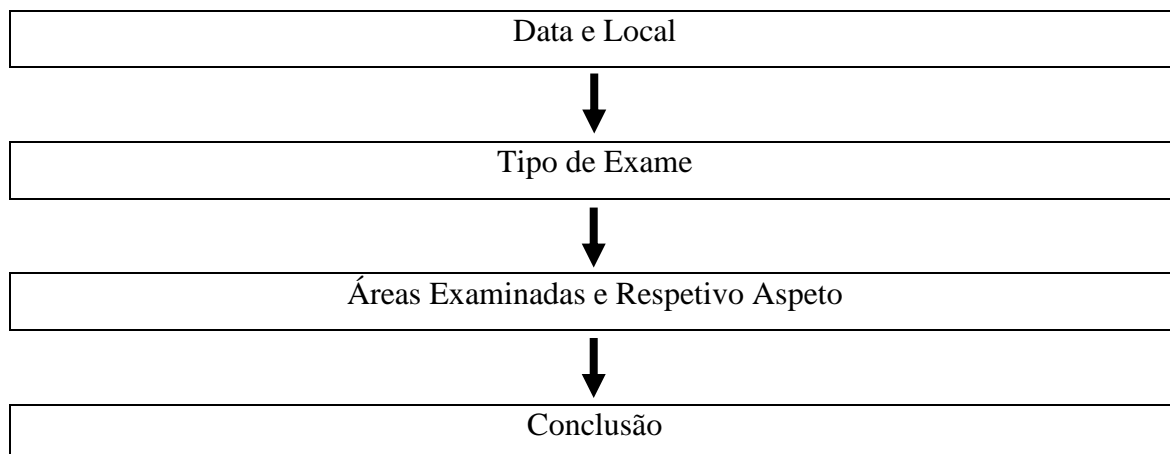 Data e Local
Tipo de Exame
Áreas Examinadas e Respetivo Aspeto
Conclusão